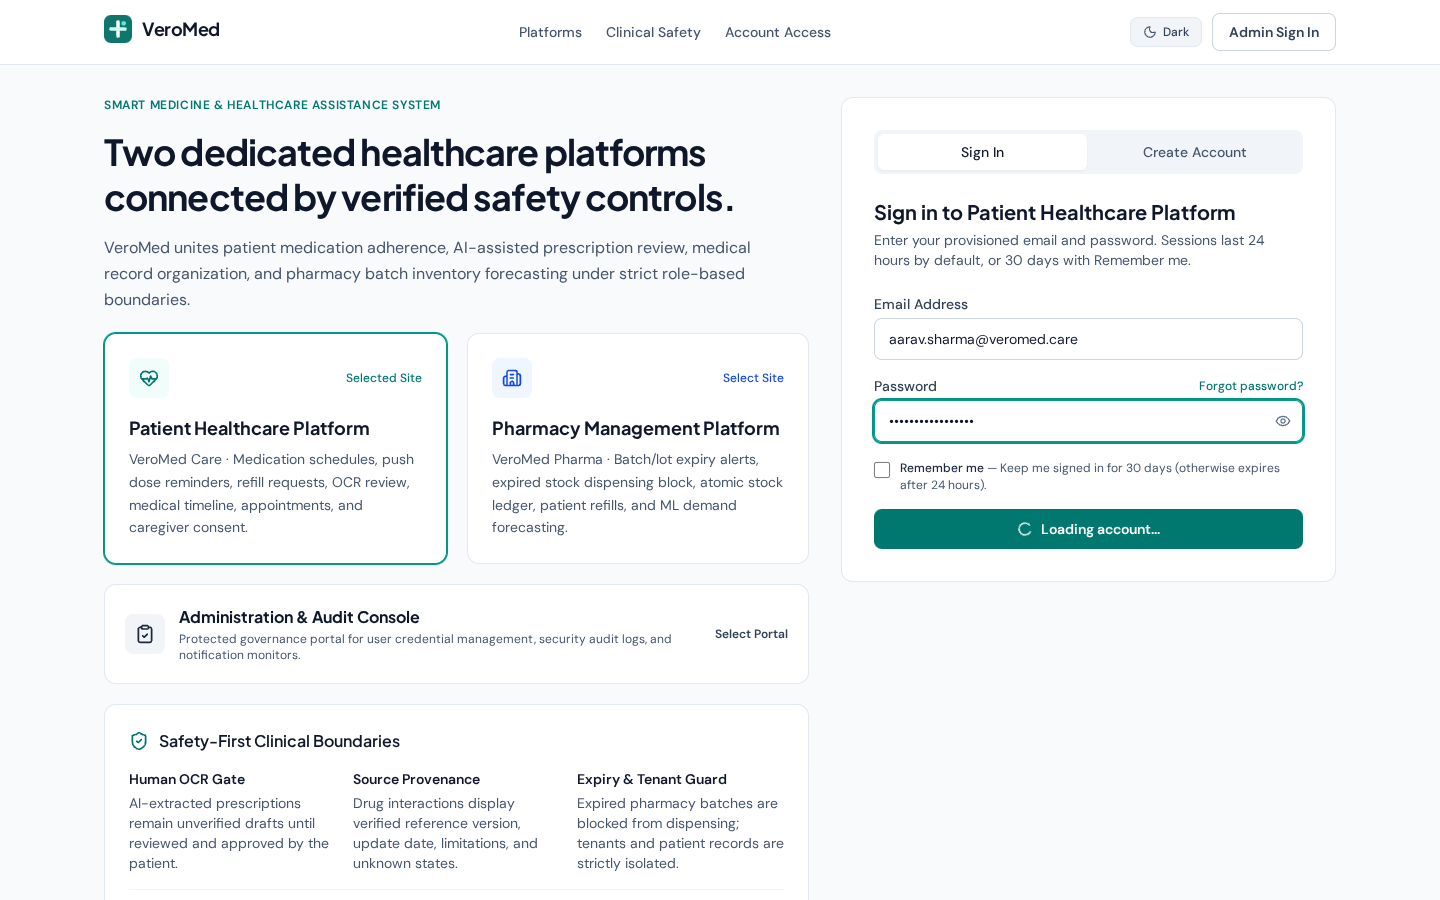 VeroMed
Platforms
Clinical Safety
Account Access
Dark
Admin Sign In
SMART MEDICINE & HEALTHCARE ASSISTANCE SYSTEM
Two dedicated healthcare platforms
connected by verified safety controls.
VeroMed unites patient medication adherence, AI-assisted prescription review, medical
record organization, and pharmacy batch inventory forecasting under strict role-based
boundaries.
Selected Site
Patient Healthcare Platform
VeroMed Care · Medication schedules, push
dose reminders, refill requests, OCR review,
medical timeline, appointments, and
caregiver consent.
Select Site
Pharmacy Management Platform
VeroMed Pharma · Batch/lot expiry alerts,
expired stock dispensing block, atomic stock
ledger, patient refills, and ML demand
forecasting.
Administration & Audit Console
Protected governance portal for user credential management, security audit logs, and
notification monitors.
Select Portal
Safety-First Clinical Boundaries
Human OCR Gate
AI-extracted prescriptions
remain unverified drafts until
reviewed and approved by the
patient.
Source Provenance
Drug interactions display
verified reference version,
update date, limitations, and
unknown states.
Expiry & Tenant Guard
Expired pharmacy batches are
blocked from dispensing;
tenants and patient records are
strictly isolated.
Sign In
Create Account
Sign in to Patient Healthcare Platform
Enter your provisioned email and password. Sessions last 24
hours by default, or 30 days with Remember me.
Email Address
aarav.sharma@veromed.care
Password
Forgot password?
•••••••••••••••••
Remember me — Keep me signed in for 30 days (otherwise expires
after 24 hours).
Loading account...